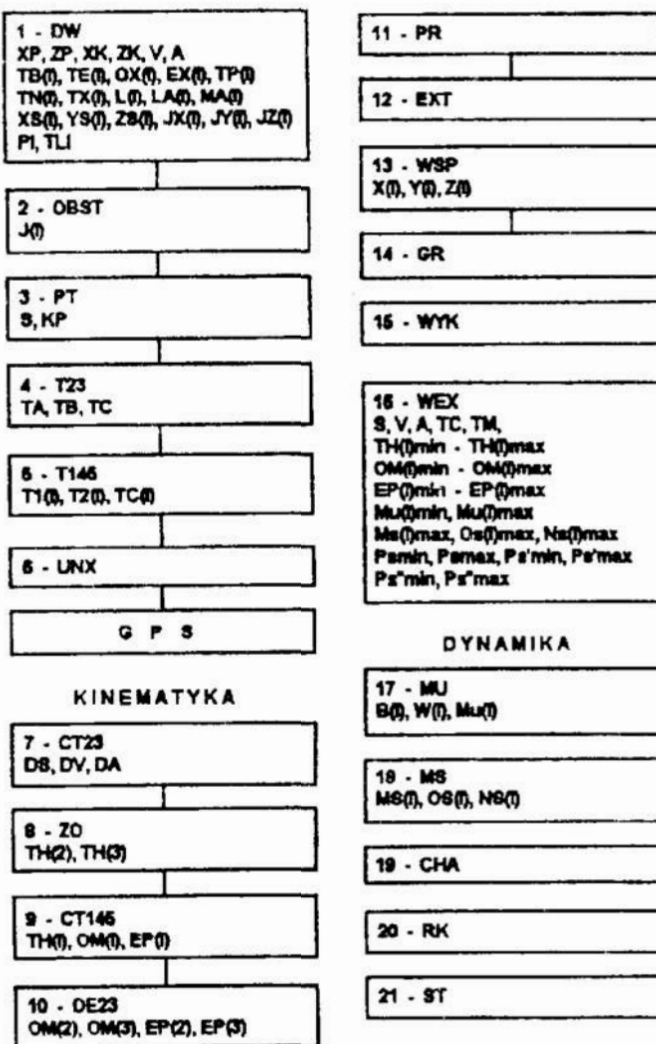 1 - DW
XP, ZP, XK, ZK, V, A
TB(I), TE(I), OX(I), EX(I), TP(I)
TN(I), TX(I), L(I), LA(I), MA(I)
XS(I), YS(I), ZS(I), JX(I), JY(I), JZ(I)
PI, TLI
2 - OBST
J(I)
3 - PT
S, KP
4 - T23
TA, TB, TC
5 - T145
T1(I), T2(I), TC(I)
6 - UNX
G P S
KINEMATYKA
7 - CT23
DS, DV, DA
8 - ZO
TH(2), TH(3)
9 - CT145
TH(I), OM(I), EP(I)
10 - OE23
OM(2), OM(3), EP(2), EP(3)
11 - PR
12 - EXT
13 - WSP
X(I), Y(I), Z(I)
14 - GR
15 - WYK
16 - WEX
S, V, A, TC, TM,
TH(I)min - TH(I)max
OM(I)min - OM(I)max
EP(I)min - EP(I)max
Mu(I)min, Mu(I)max
Ms(I)max, Os(I)max, Ns(I)max
Psmin, Psmax, Ps'min, Ps'max
Ps"min, Ps"max
DYNAMIKA
17 - MU
B(I), W(I), Mu(I)
18 - MS
MS(I), OS(I), NS(I)
19 - CHA
20 - RK
21 - ST